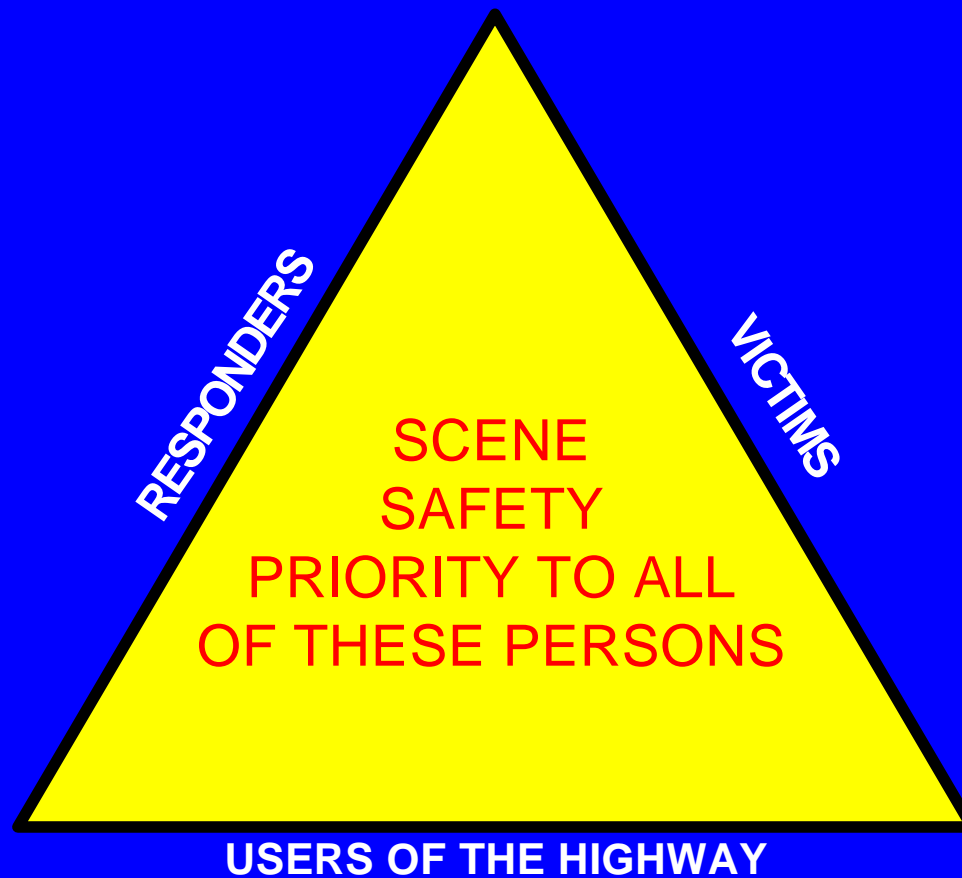 RESPONDERS
VICTIMS
SCENE
SAFETY
PRIORITY TO ALL
OF THESE PERSONS
USERS OF THE HIGHWAY